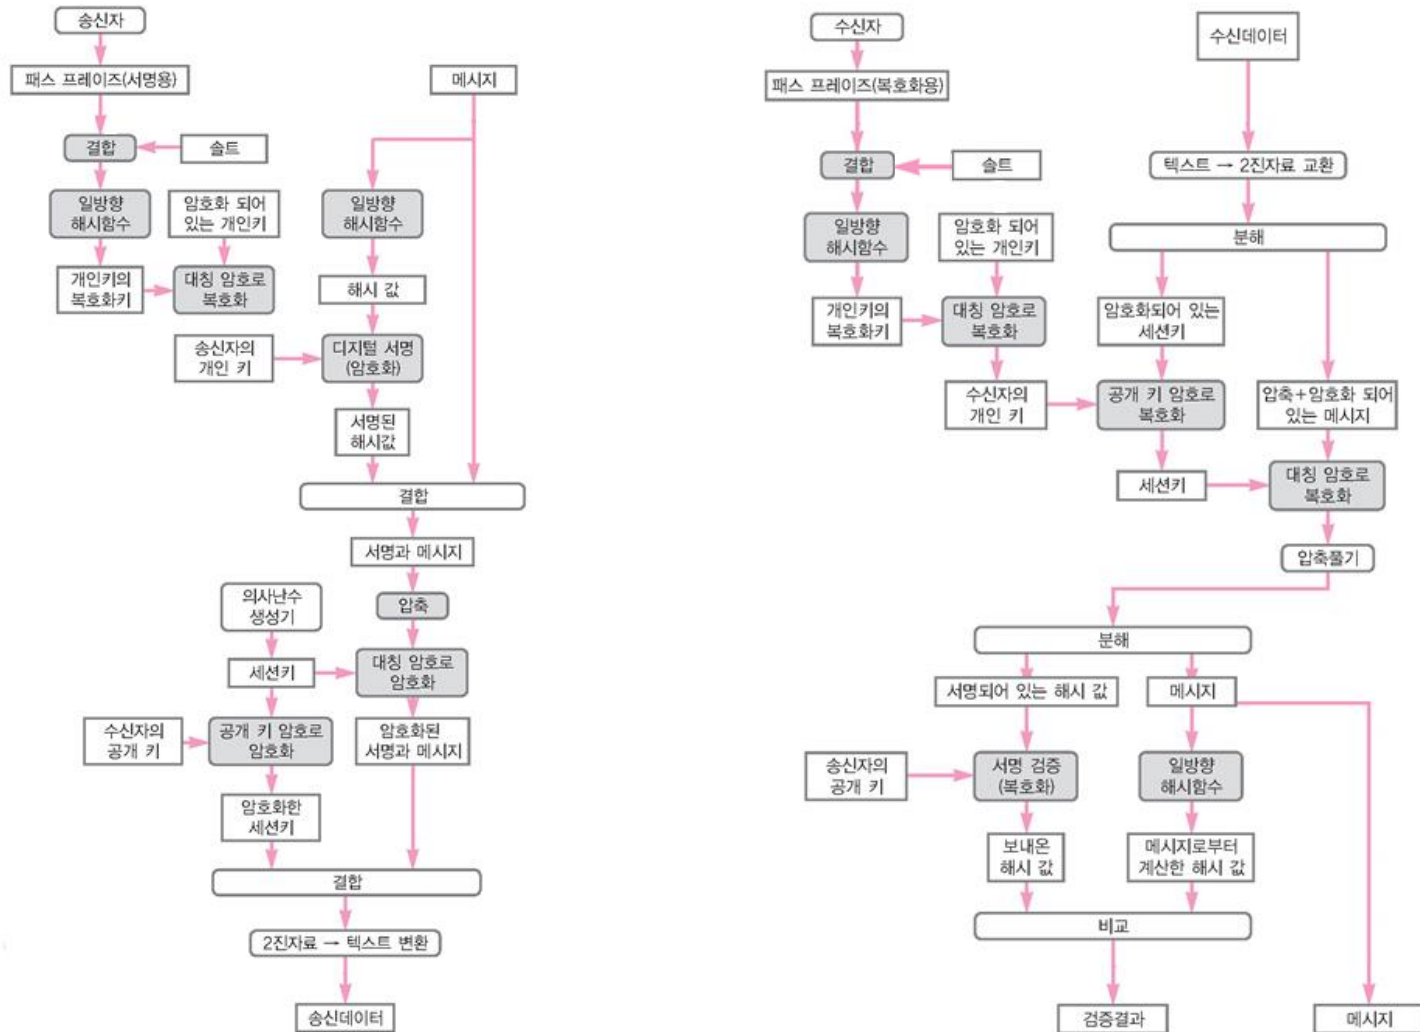 송신자
패스 프레이즈(서명용)
메시지
결합
솔트
일방향
해시함수
암호화 되어
있는 개인키
일방향
해시함수
개인키의
복호화키
대칭 암호로
복호화
해시 값
송신자의
개인 키
디지털 서명
(암호화)
서명된
해시값
결합
서명과 메시지
의사난수
생성기
압축
세션키
대칭 암호로
암호화
수신자의
공개 키
공개 키 암호로
암호화
암호화된
서명과 메시지
암호화한
세션키
결합
2진자료 → 텍스트 변환
송신데이터
수신자
수신데이터
패스 프레이즈(복호화용)
결합
솔트
텍스트 → 2진자료 교환
일방향
해시함수
암호화 되어
있는 개인키
분해
개인키의
복호화키
대칭 암호로
복호화
암호화되어 있는
세션키
수신자의
개인 키
공개 키 암호로
복호화
압축+암호화 되어
있는 메시지
세션키
대칭 암호로
복호화
압축풀기
분해
서명되어 있는 해시 값
메시지
송신자의
공개 키
서명 검증
(복호화)
일방향
해시함수
보내온
해시 값
메시지로부터
계산한 해시 값
비교
검증결과
메시지